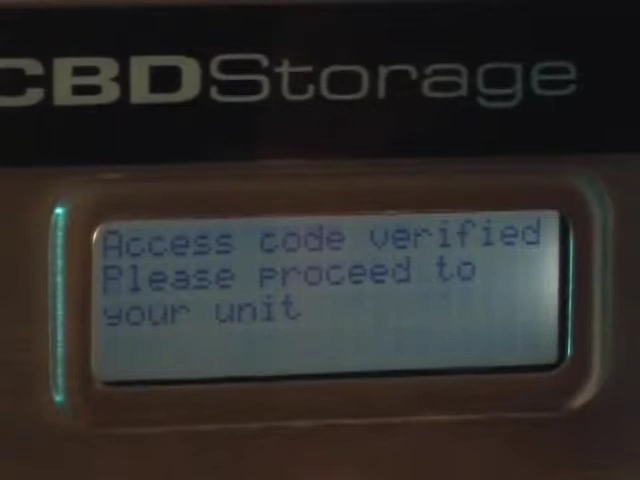 CBDStorage
Access code verified
Please proceed to
your unit